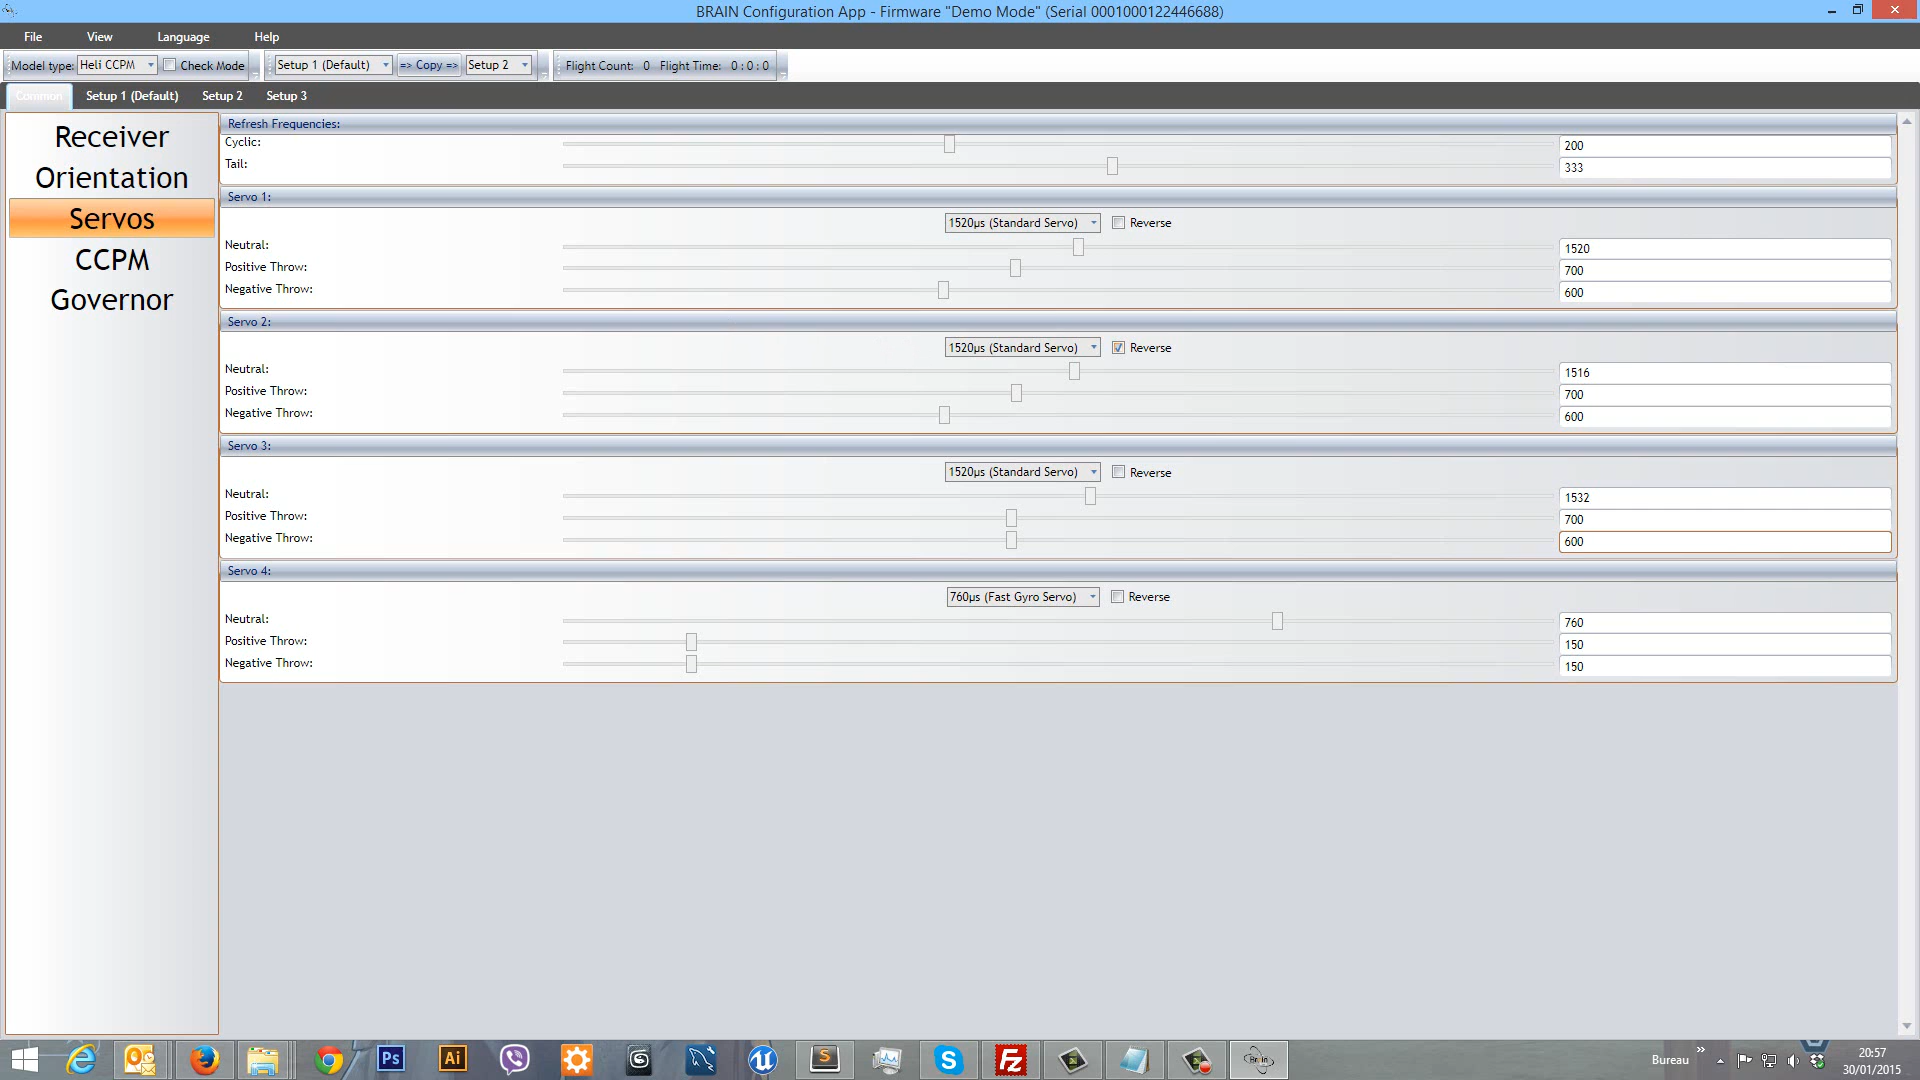 BRAIN Configuration App - Firmware "Demo Mode" (Serial 0001000122446688)
File View Language Help
Model type: Heli CCPM Check Mode Setup 1 (Default) => Copy => Setup 2 Flight Count: 0 Flight Time: 0 : 0 : 0
Common Setup 1 (Default) Setup 2 Setup 3
Receiver
Orientation
Servos
CCPM
Governor
Refresh Frequencies:
Cyclic: 200
Tail: 333
Servo 1:
1520µs (Standard Servo) Reverse
Neutral: 1520
Positive Throw: 700
Negative Throw: 600
Servo 2:
1520µs (Standard Servo) Reverse
Neutral: 1516
Positive Throw: 700
Negative Throw: 600
Servo 3:
1520µs (Standard Servo) Reverse
Neutral: 1532
Positive Throw: 700
Negative Throw: 600
Servo 4:
760µs (Fast Gyro Servo) Reverse
Neutral: 760
Positive Throw: 150
Negative Throw: 150
Ps Ai S S Fz Bureau 20:57
30/01/2015